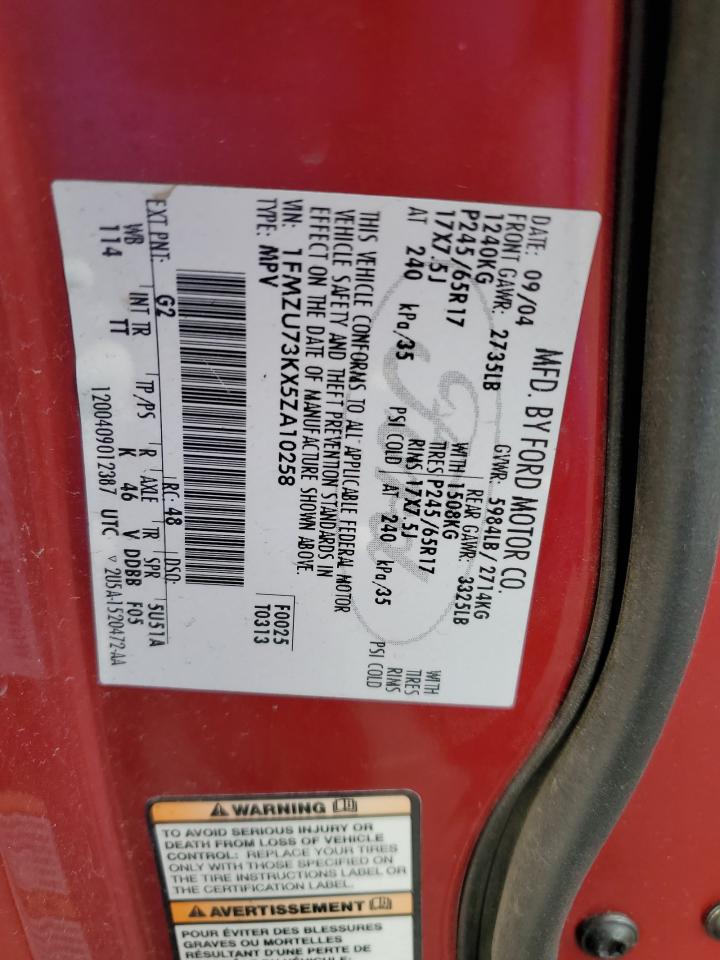 MFD. BY FORD MOTOR CO.
DATE: 09/04
GVWR: 5984LB/2714KG
FRONT GAWR: 2735LB
REAR GAWR: 3325LB
1240KG
WITH
1508KG
WITH
P245/65R17
TIRES
P245/65R17
TIRES
17X7.5J
RIMS
17X7.5J
RIMS
AT 240 kPa/35 PSI COLD
AT 240 kPa/35 PSI COLD
THIS VEHICLE CONFORMS TO ALL APPLICABLE FEDERAL MOTOR
VEHICLE SAFETY AND THEFT PREVENTION STANDARDS IN
EFFECT ON THE DATE OF MANUFACTURE SHOWN ABOVE.
VIN: 1FMZU73KX5ZA10258
TYPE: MPV
F0025
T0313
EXT PNT: G2 RC: 48 DSO:
WB INT TR TP/PS R AXLE TR SPR 5U51A
114 TT K 46 V DDBB F05
120040901238​7 UTC V 2U5A-1520472-AA
WARNING
TO AVOID SERIOUS INJURY OR
DEATH FROM LOSS OF VEHICLE
CONTROL: REPLACE YOUR TIRES
ONLY WITH THOSE SPECIFIED ON
THE TIRE INSTRUCTIONS LABEL OR
THE CERTIFICATION LABEL.
AVERTISSEMENT
POUR ÉVITER DES BLESSURES
GRAVES OU MORTELLES
RÉSULTANT D'UNE PERTE DE